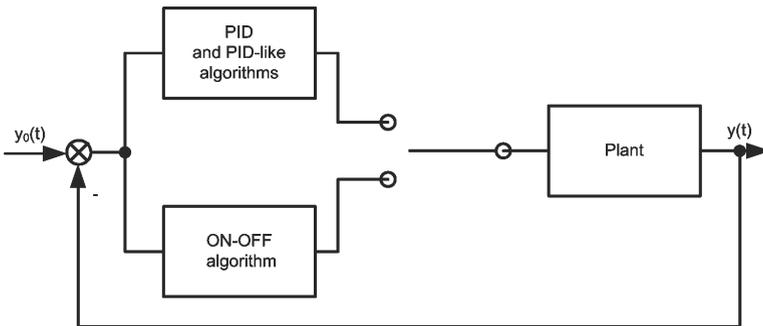 PID
and PID-like
algorithms
y₀(t)
Plant
y(t)
-
ON-OFF
algorithm